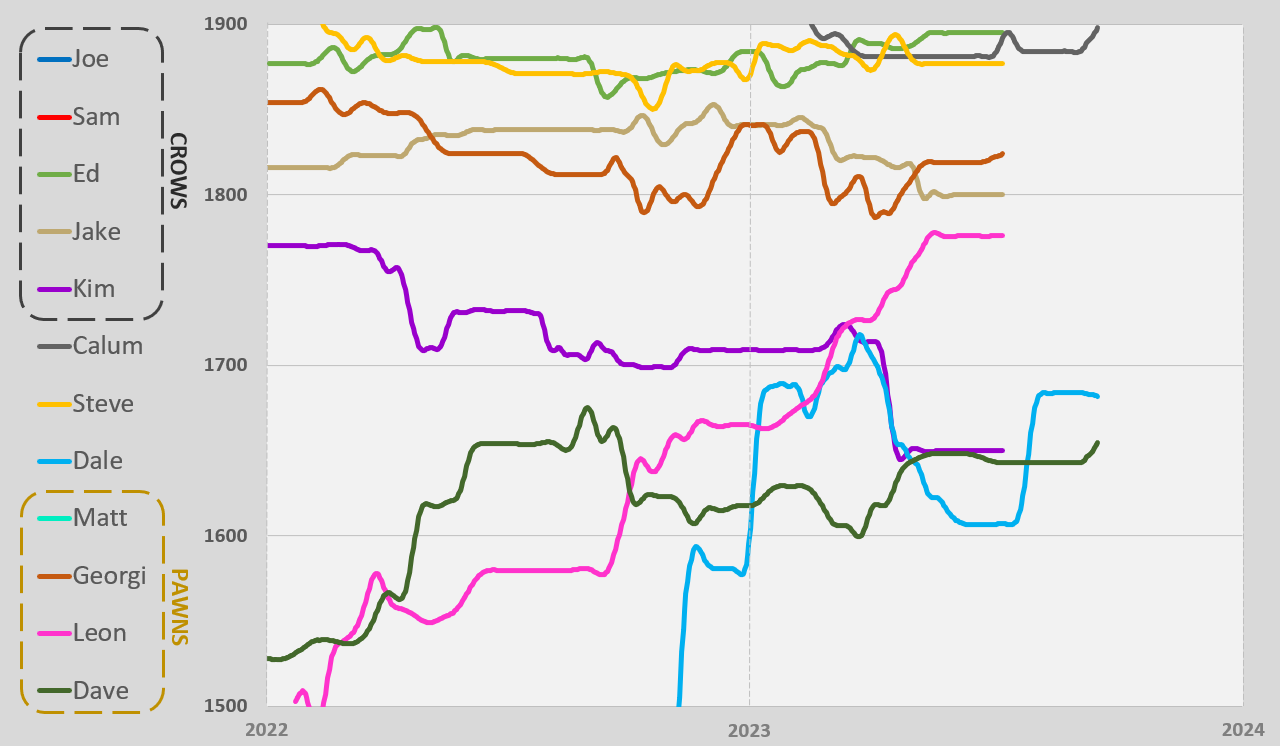 Joe
Sam
Ed
Jake
Kim
CROWS
Calum
Steve
Dale
Matt
Georgi
Leon
Dave
PAWNS
1900
1800
1700
1600
1500
2022
2023
2024